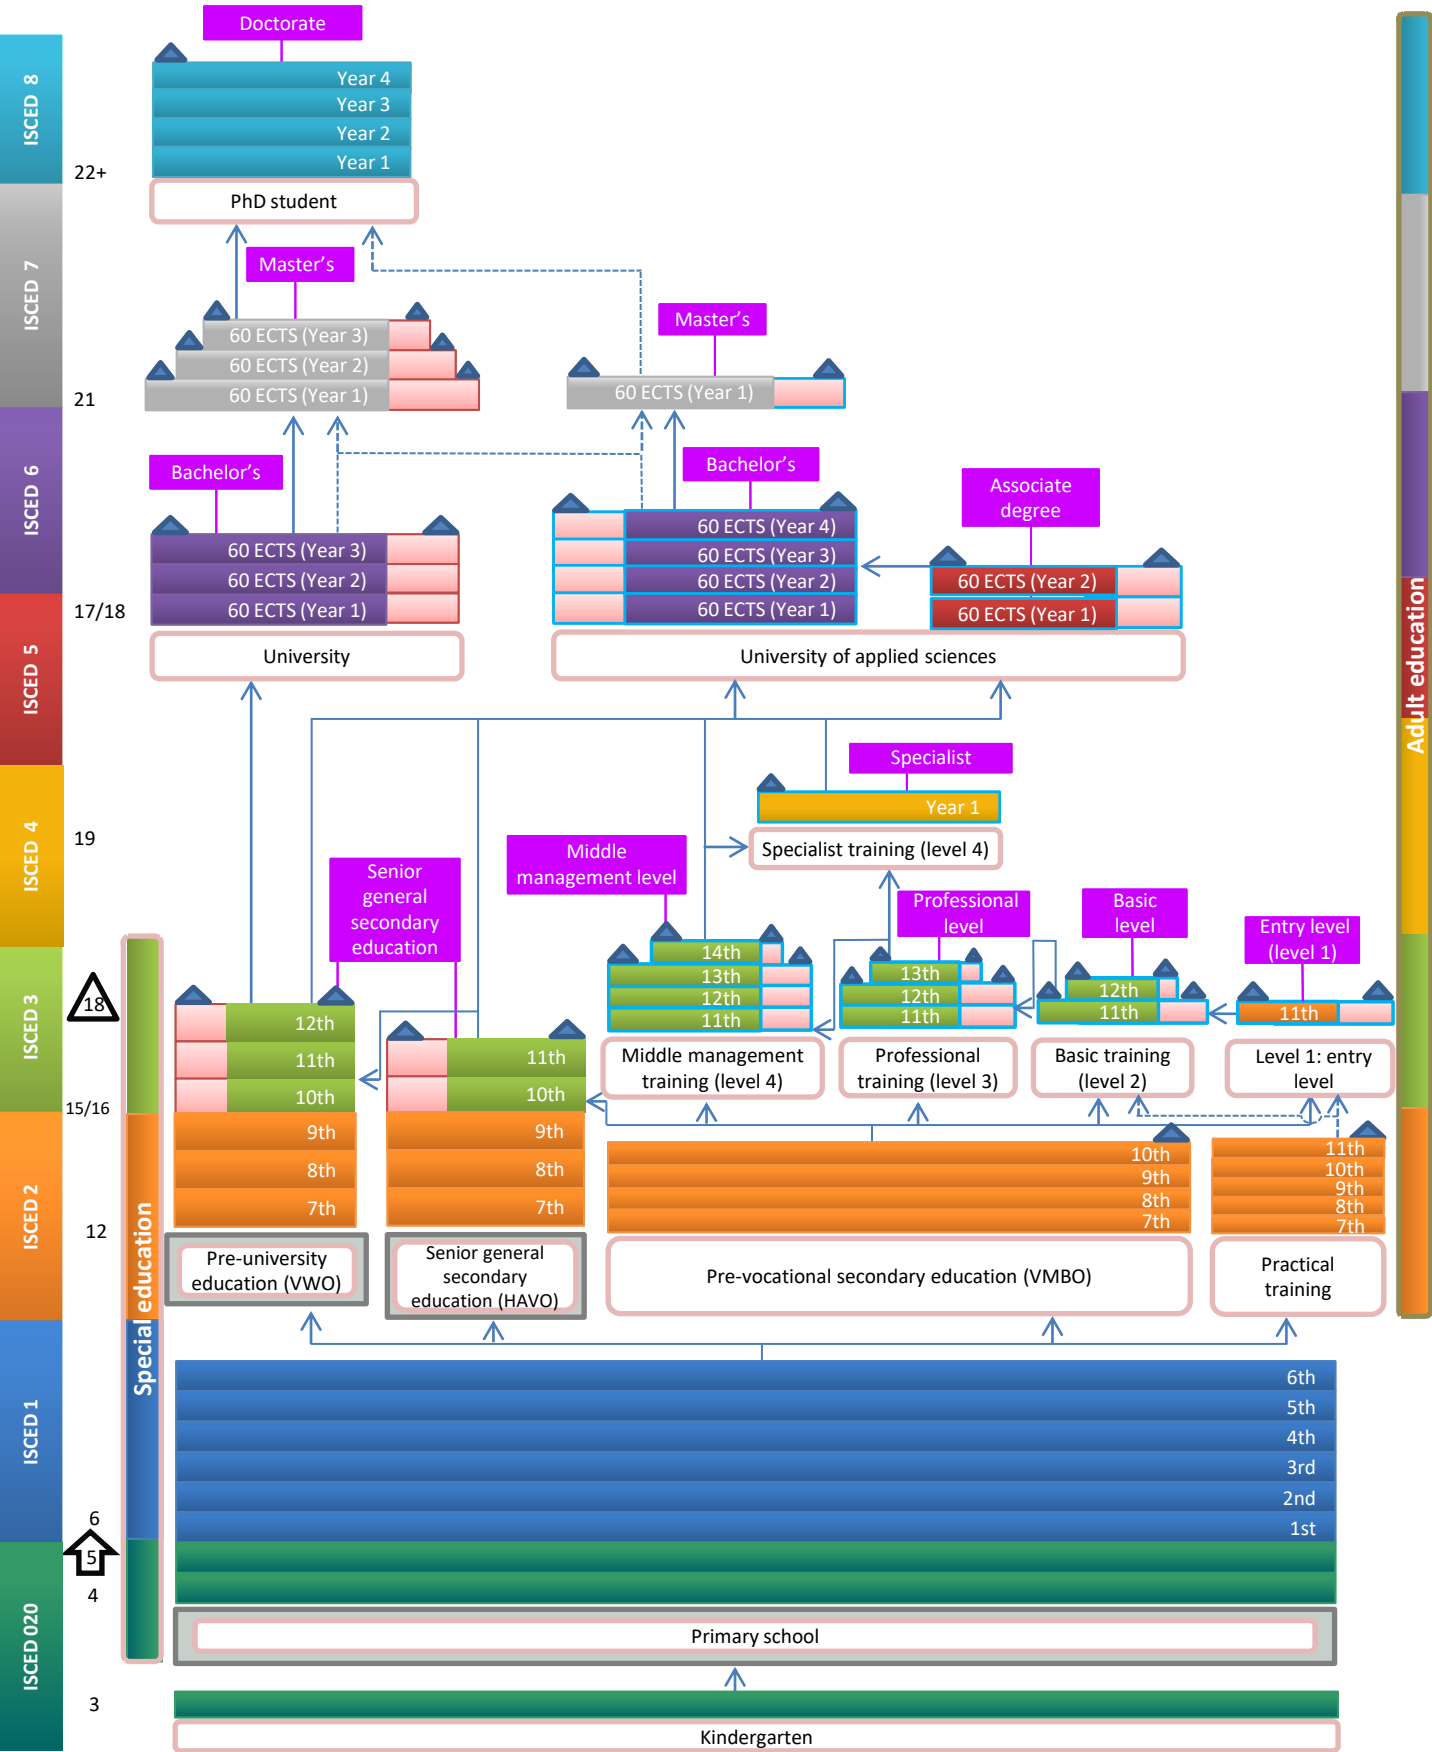 Doctorate
ISCED 8
Year 4
Year 3
Year 2
Year 1
22+
PhD student
ISCED 7
Master's
60 ECTS (Year 3)
60 ECTS (Year 2)
60 ECTS (Year 1)
Master's
60 ECTS (Year 1)
21
ISCED 6
Bachelor's
60 ECTS (Year 3)
60 ECTS (Year 2)
60 ECTS (Year 1)
Bachelor's
60 ECTS (Year 4)
60 ECTS (Year 3)
60 ECTS (Year 2)
60 ECTS (Year 1)
Associate
degree
60 ECTS (Year 2)
60 ECTS (Year 1)
17/18
University
University of applied sciences
ISCED 5
Adult education
Specialist
Year 1
Specialist training (level 4)
ISCED 4
19
Senior
general
secondary
education
Middle
management level
Professional
level
Basic
level
Entry level
(level 1)
ISCED 3
18
12th
11th
10th
11th
10th
14th
13th
12th
11th
13th
12th
11th
12th
11th
11th
Middle management
training (level 4)
Professional
training (level 3)
Basic training
(level 2)
Level 1: entry
level
15/16
ISCED 2
9th
8th
7th
9th
8th
7th
10th
9th
8th
7th
11th
10th
9th
8th
7th
12
Pre-university
education (VWO)
Senior general
secondary
education (HAVO)
Pre-vocational secondary education (VMBO)
Practical
training
Special education
ISCED 1
6th
5th
4th
3rd
2nd
1st
6
5
4
ISCED 020
Primary school
3
Kindergarten